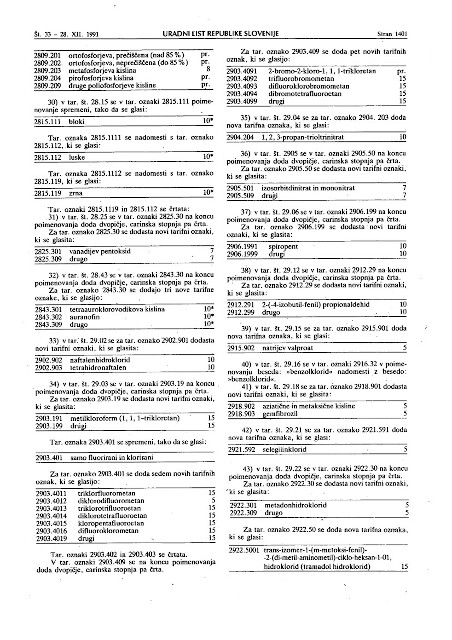 Št. 33 – 28. XII. 1991
URADNI LIST REPUBLIKE SLOVENIJE
Stran 1401
2809.201 ortofosforjeva, prečiščena (nad 85 %) pr.
2809.202 ortofosforjeva, neprečiščena (do 85 %) pr.
2809.203 metafosforjeva kislina 8
2809.204 pirofosforjeva kislina pr.
2809.209 druge polifosforjeve kisline pr.
30) v tar. št. 28.15 se v tar. oznaki 2815.111 poime-
novanje spremeni, tako da se glasi:
2815.111 bloki 10*
Tar. oznaka 2815.1111 se nadomesti s tar. oznako
2815.112, ki se glasi:
2815.112 luske 10*
Tar. oznaka 2815.1112 se nadomesti s tar. oznako
2815.119, ki se glasi:
2815.119 zrna 10*
Tar. oznaki 2815.1119 in 2815.112 se črtata:
31) v tar. št. 28.25 se v tar. oznaki 2825.30 na koncu
poimenovanja doda dvopičje, carinska stopnja pa črta.
Za tar. oznako 2825.30 se dodasta novi tarifni oznaki,
ki se glasita:
2825.301 vanadijev pentoksid 7
2825.309 drugo 7
32) v tar. št. 28.43 se v tar. oznaki 2843.30 na koncu
poimenovanja doda dvopičje, carinska stopnja pa črta.
Za tar. oznako 2843.30 se dodajo tri nove tarifne
oznake, ki se glasijo:
2843.301 tetraauroklorovodikova kislina 10*
2843.302 auranofin 10*
2843.309 drugo 10*
33) v tar. št. 29.02 se za tar. oznako 2902.901 dodasta
novi tarifni oznaki, ki se glasita:
2902.902 naftalenhidroklorid 10
2902.903 tetrahidronaftalen 10
34) v tar. št. 29.03 se v tar. oznaki 2903.19 na koncu
poimenovanja doda dvopičje, carinska stopnja pa črta.
Za tar. oznako 2903.19 se dodasta novi tarifni oznaki,
ki se glasita:
2903.191 metilkloroform (1, 1, 1-trikloretan) 15
2903.199 drugi 15
Tar. oznaka 2903.401 se spremeni, tako da se glasi:
2903.401 samo fluorirani in klorirani
Za tar. oznako 2903.401 se doda sedem novih tarifnih
oznak, ki se glasijo:
2903.4011 triklorfluorometan 15
2903.4012 diklorodifluorometan 5
2903.4013 triklorotrifluoroetan 15
2903.4014 diklorotetrafluoroetan 15
2903.4015 kloropentafluoroetan 15
2903.4016 difluoroklorometan 15
2903.4019 drugi 15
Tar. oznaki 2903.402 in 2903.403 se črtata.
V tar. oznaki 2903.409 se na koncu poimenovanja
doda dvopičje, carinska stopnja pa črta.
Za tar. oznako 2903.409 se doda pet novih tarifnih
oznak, ki se glasijo:
2903.4091 2-bromo-2-kloro-1, 1, 1-trikloretan pr.
2903.4092 trifluorobromometan 15
2903.4093 difluorklorobromometan 15
2903.4094 dibromotetrafluoroetan 15
2903.4099 drugi 15
35) v tar. št. 29.04 se za tar. oznako 2904. 203 doda
nova tarifna oznaka, ki se glasi:
2904.204 1, 2, 3-propan-trioltrinitrat 10
36) v tar. št. 2905 se v tar. oznaki 2905.50 na koncu
poimenovanja doda dvopičje, carinska stopnja pa črta.
Za tar. oznako 2905.50 se dodasta novi tarifni oznaki,
ki se glasita:
2905.501 izosorbitdinitrat in mononitrat 7
2905.509 drugi 7
37) v tar. št. 29.06 se v tar. oznaki 2906.199 na koncu
poimenovanja doda dvopičje, carinska stopnja pa črta.
Za tar. oznako 2906.199 se dodasta novi tarifni
oznaki, ki se glasita:
2906.1991 spiropent 10
2906.1999 drugi 10
38) v tar. št. 29.12 se v tar. oznaki 2912.29 na koncu
poimenovanja doda dvopičje, carinska stopnja pa črta.
Za tar. oznako 2912 29 se dodasta novi tarifni oznaki,
ki se glasita:
2912.291 2-(-4-izobutil-fenil) propionaldehid 10
2912.299 drugo 10
39) v tar. št. 29.15 se za tar. oznako 2915.901 doda
nova tarifna oznaka, ki se glasi:
2915.902 natrijev valproat 5
40) v tar. št. 29.16 se v tar. oznaki 2916.32 v poime-
novanju beseda: »benzolklorid« nadomesti z besedo:
»benzoilklorid«.
41) v tar. št. 29.18 se za tar. oznako 2918.901 dodasta
novi tarifni oznaki, ki se glasita:
2918.902 aziatične in metaksične kisline 5
2918.903 gemfibrozil 5
42) v tar. št. 29.21 se za tar. oznako 2921.591 doda
nova tarifna oznaka, ki se glasi:
2921.592 selegilinklorid 5
43) v tar. št. 29.22 se v tar. oznaki 2922.30 na koncu
poimenovanja doda dvopičje, carinska stopnja pa črta.
Za tar. oznako 2922.30 se dodasta novi tarifni oznaki,
ki se glasita:
2922.301 metadonhidroklorid 5
2922.309 drugo 5
Za tar. oznako 2922.50 se doda nova tarifna oznaka,
ki se glasi:
2922.5001 trans-izomer-1-(m-metoksi-fenil)-
-2-(di-metil-aminometil)-ciklo-heksan-1-01,
hidroklorid (tramadol hidroklorid) 15